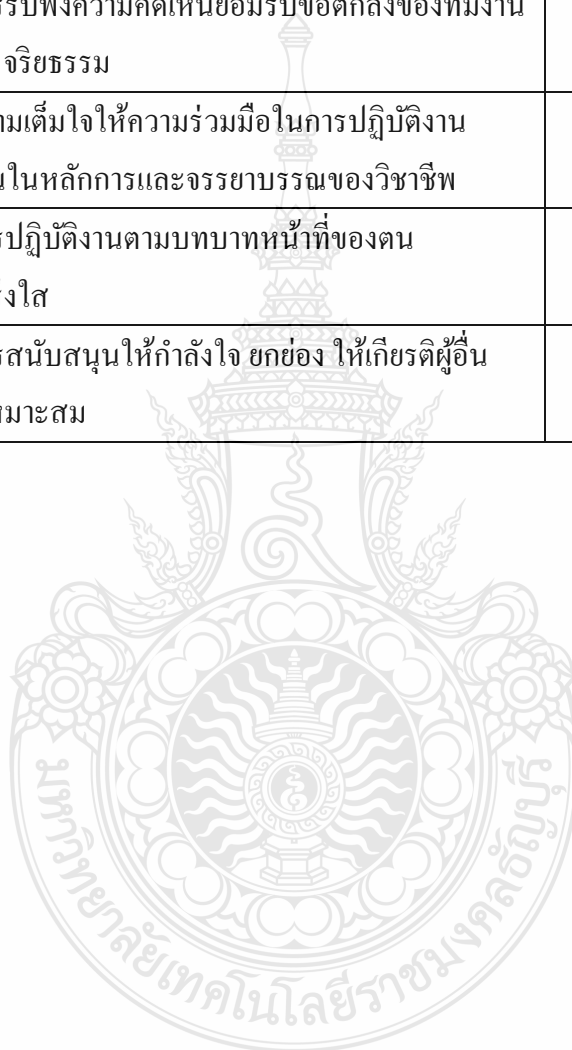 รรับฟังความคิดเห็นยอมรับข้อตกลงของทีมงาน
จริยธรรม
ามเต็มใจให้ความร่วมมือในการปฏิบัติงาน
นในหลักการและจรรยาบรรณของวิชาชีพ
รปฏิบัติงานตามบทบาทหน้าที่ของตน
ร่งใส
รสนับสนุนให้กำลังใจ ยกย่อง ให้เกียรติผู้อื่น
หมาะสม
มหาวิทยาลัยเทคโนโลยีราชมงคลธัญบุรี